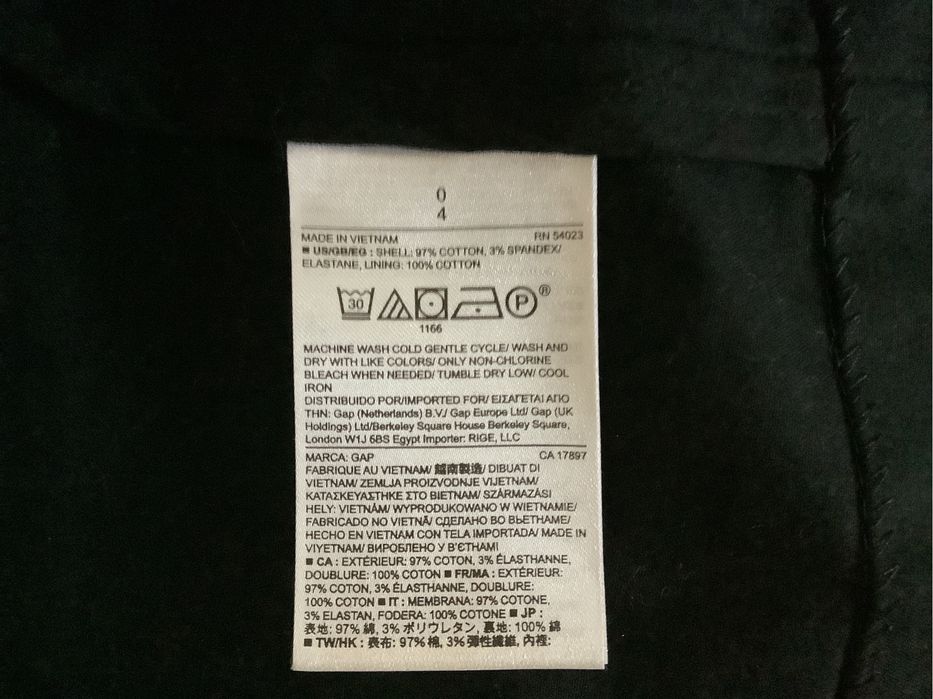 0
4
MADE IN VIETNAM RN 54023
■ US/GB/EG : SHELL: 97% COTTON, 3% SPANDEX/
ELASTANE, LINING: 100% COTTON
30 P ®
1166
MACHINE WASH COLD GENTLE CYCLE/ WASH AND
DRY WITH LIKE COLORS/ ONLY NON-CHLORINE
BLEACH WHEN NEEDED/ TUMBLE DRY LOW/ COOL
IRON
DISTRIBUIDO POR/IMPORTED FOR/ ΕΙΣΑΓΕΤΑΙ ΑΠΟ
ΤΗΝ: Gap (Netherlands) B.V./ Gap Europe Ltd/ Gap (UK
Holdings) Ltd/Berkeley Square House Berkeley Square,
London W1J 6BS Egypt Importer: RIGE, LLC
MARCA: GAP CA 17897
FABRIQUE AU VIETNAM/ 越南製造/ DIBUAT DI
VIETNAM/ ZEMLJA PROIZVODNJE VIJETNAM/
ΚΑΤΑΣΚΕΥΑΣΤΗΚΕ ΣΤΟ ΒΙΕΤΝΑΜ/ SZÁRMAZÁSI
HELY: VIETNÁM/ WYPRODUKOWANO W WIETNAMIE/
FABRICADO NO VIETNÃ/ СДЕЛАНО ВО ВЬЕТНАМЕ/
HECHO EN VIETNAM CON TELA IMPORTADA/ MADE IN
VIYETNAM/ ВИРОБЛЕНО У В'ЄТНАМІ
■ CA : EXTÉRIEUR: 97% COTON, 3% ÉLASTHANNE,
DOUBLURE: 100% COTON ■ FR/MA : EXTÉRIEUR:
97% COTON, 3% ÉLASTHANNE, DOUBLURE:
100% COTON ■ IT : MEMBRANA: 97% COTONE,
3% ELASTAN, FODERA: 100% COTONE ■ JP :
表地: 97% 綿, 3% ポリウレタン, 裏地: 100% 綿
■ TW/HK : 表布: 97% 棉, 3% 彈性纖維, 內裡: